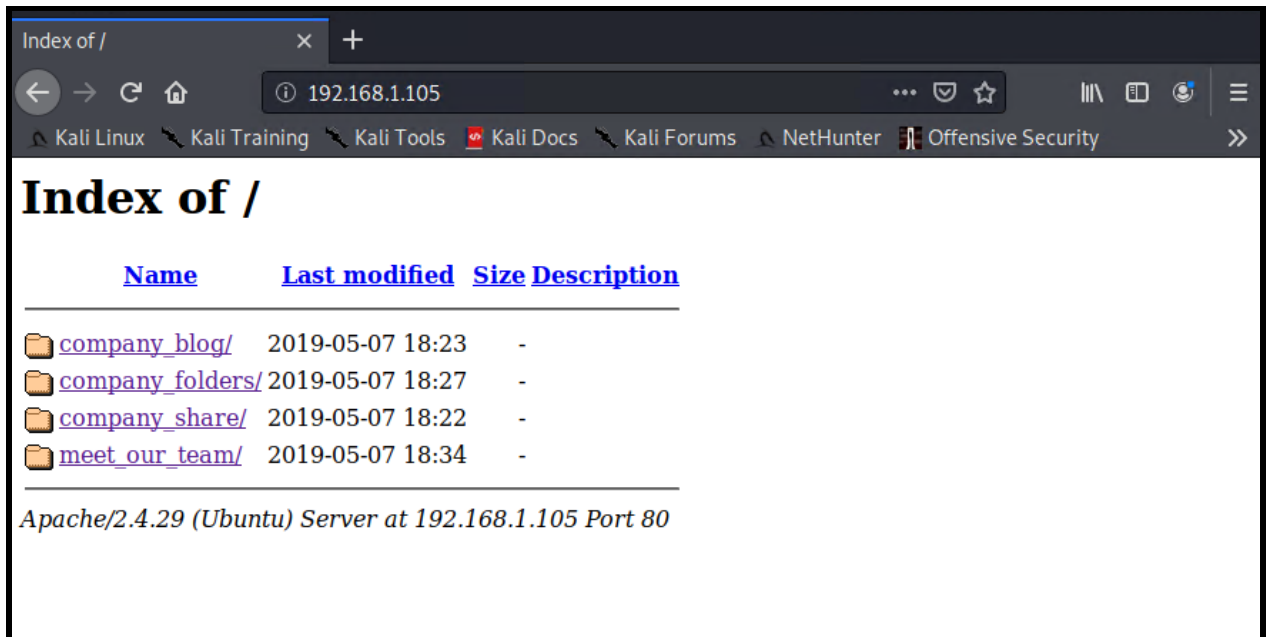 Index of /
192.168.1.105
Kali Linux Kali Training Kali Tools Kali Docs Kali Forums NetHunter Offensive Security
Index of /
Name Last modified Size Description
company_blog/ 2019-05-07 18:23 -
company_folders/ 2019-05-07 18:27 -
company_share/ 2019-05-07 18:22 -
meet_our_team/ 2019-05-07 18:34 -
Apache/2.4.29 (Ubuntu) Server at 192.168.1.105 Port 80